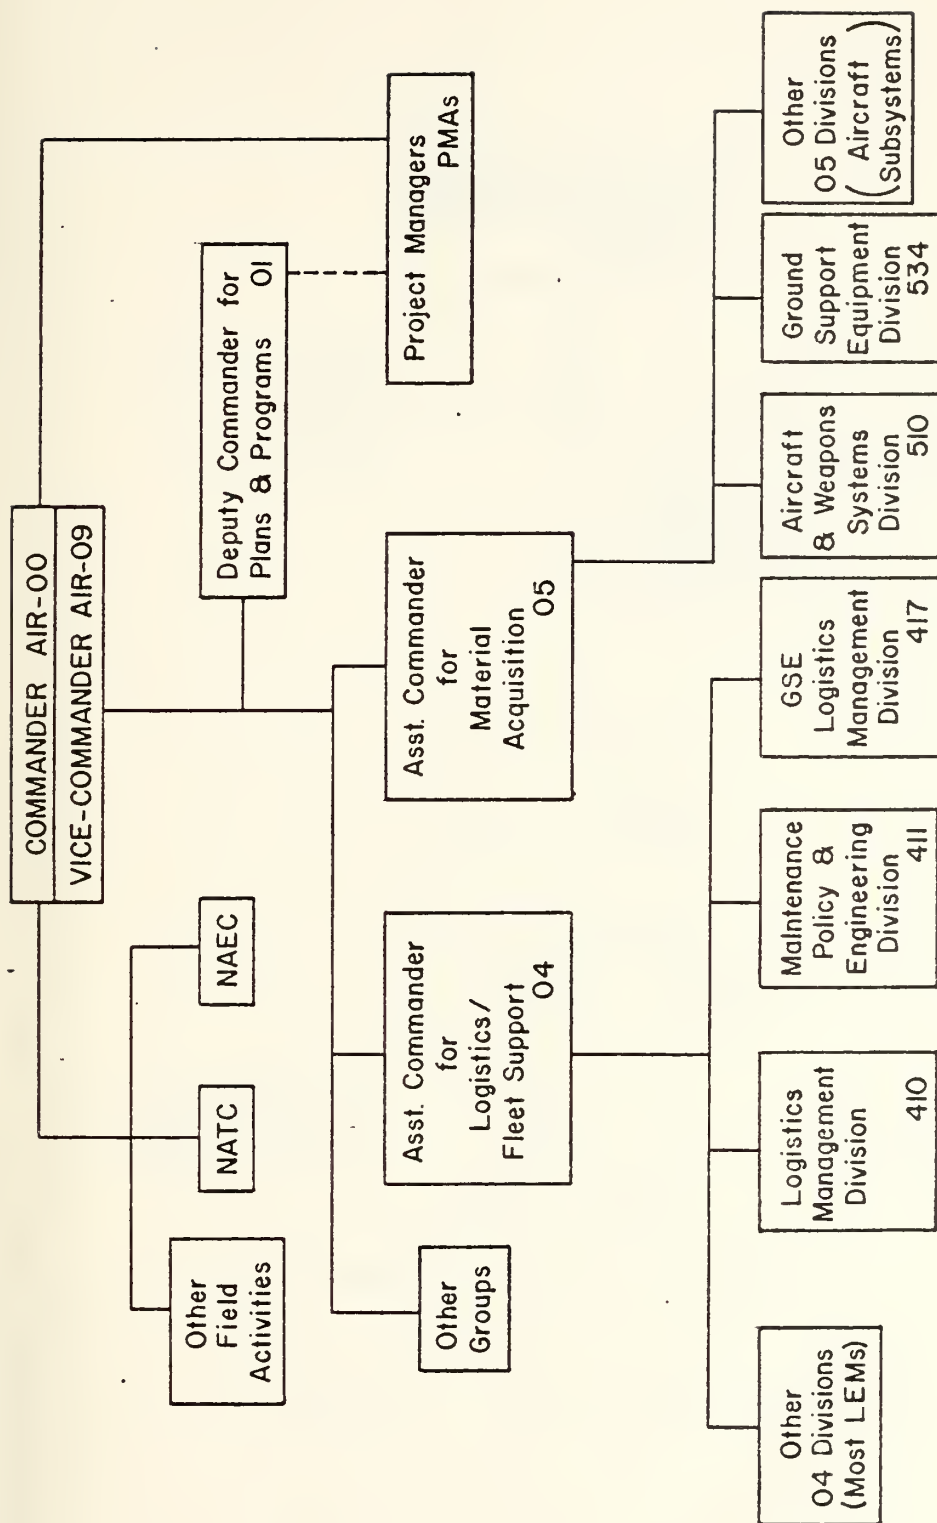 COMMANDER AIR-00
VICE-COMMANDER AIR-09
Other
Field
Activities
NATC
NAEC
Deputy Commander for
Plans & Programs 01
Other
Groups
Asst. Commander
for
Logistics/
Fleet Support
04
Asst. Commander
for
Material
Acquisition
05
Project Managers
PMAs
Other
04 Divisions
(Most LEMs)
Logistics
Management
Division
410
Maintenance
Policy &
Engineering
Division
411
GSE
Logistics
Management
Division
417
Aircraft
& Weapons
Systems
Division
510
Ground
Support
Equipment
Division
534
Other
05 Divisions
(Aircraft
Subsystems)